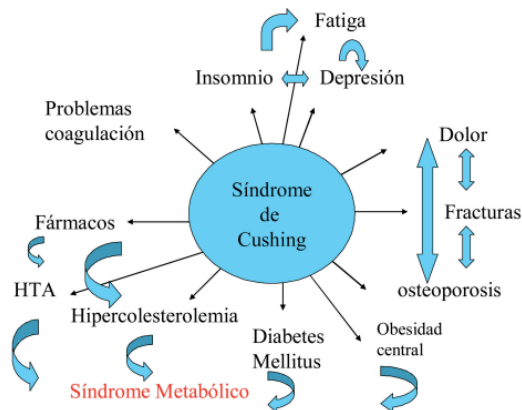 Fatiga
Insomnio
Depresión
Problemas
coagulación
Dolor
Síndrome
de
Cushing
Fármacos
Fracturas
HTA
osteoporosis
Hipercolesterolemia
Diabetes
Mellitus
Obesidad
central
Síndrome Metabólico